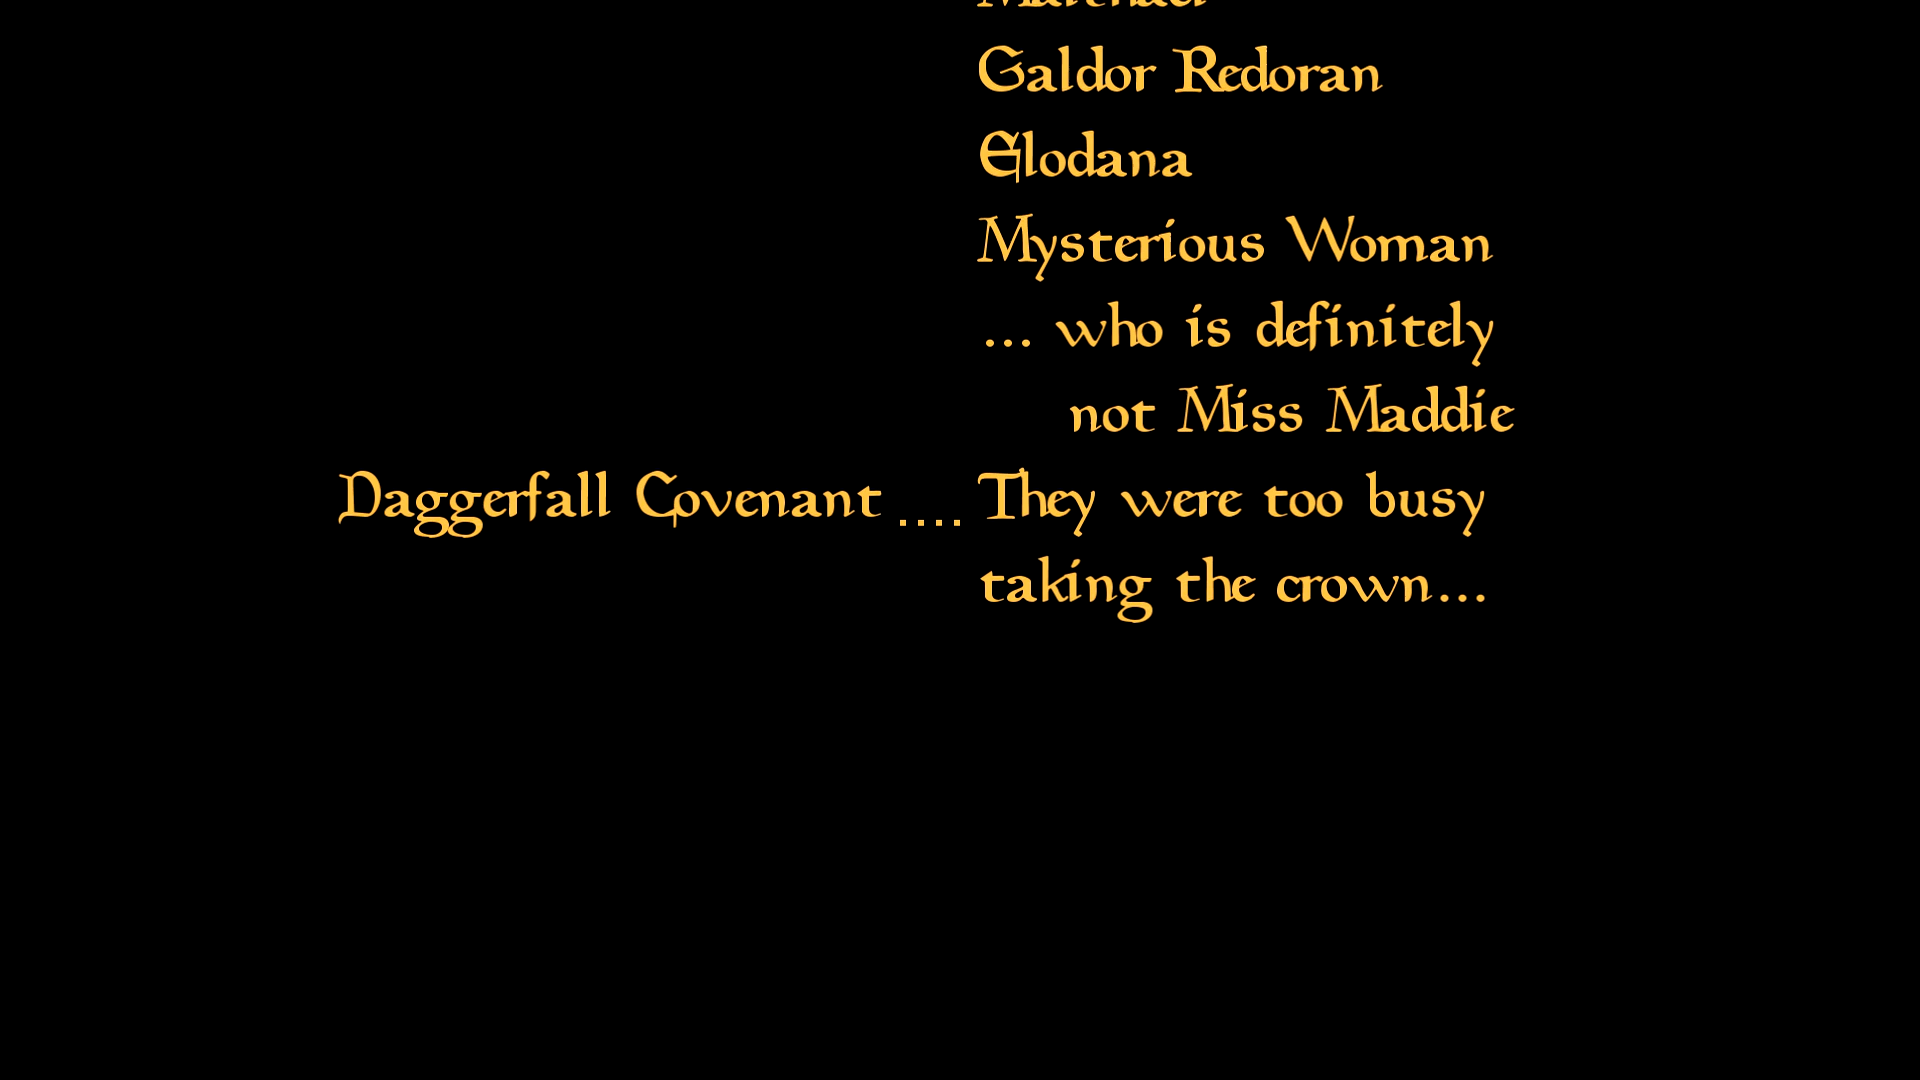 Galdor Redoran
Elodana
Mysterious Woman
... who is definitely
not Miss Maddie
Daggerfall Covenant .... They were too busy
taking the crown...